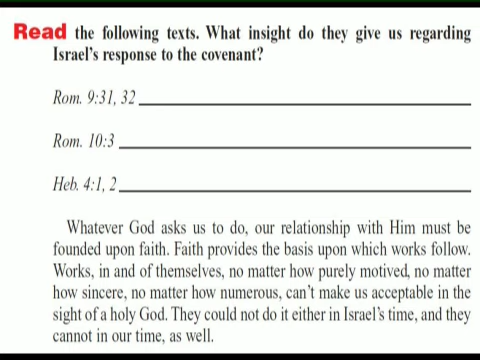 Read the following texts. What insight do they give us regarding
Israel's response to the covenant?
Rom. 9:31, 32
Rom. 10:3
Heb. 4:1, 2
Whatever God asks us to do, our relationship with Him must be
founded upon faith. Faith provides the basis upon which works follow.
Works, in and of themselves, no matter how purely motived, no matter
how sincere, no matter how numerous, can't make us acceptable in the
sight of a holy God. They could not do it either in Israel's time, and they
cannot in our time, as well.